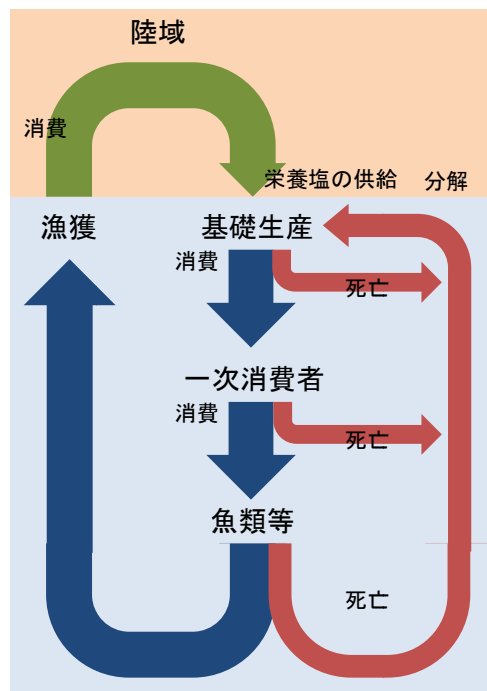 陸域
消費
栄養塩の供給
分解
漁獲
基礎生産
消費
死亡
一次消費者
消費
死亡
魚類等
死亡